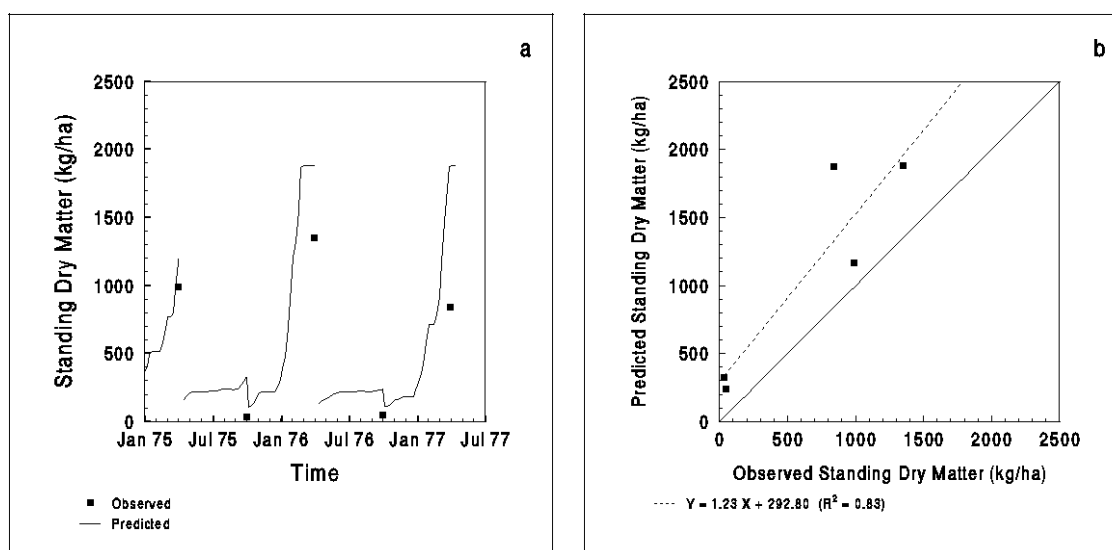 a
Standing Dry Matter (kg/ha)
2500
2000
1500
1000
500
0
Jan 75 Jul 75 Jan 76 Jul 76 Jan 77 Jul 77
Time
Observed
Predicted
b
Predicted Standing Dry Matter (kg/ha)
2500
2000
1500
1000
500
0
0 500 1000 1500 2000 2500
Observed Standing Dry Matter (kg/ha)
Y = 1.23 X + 292.80 (R² = 0.83)